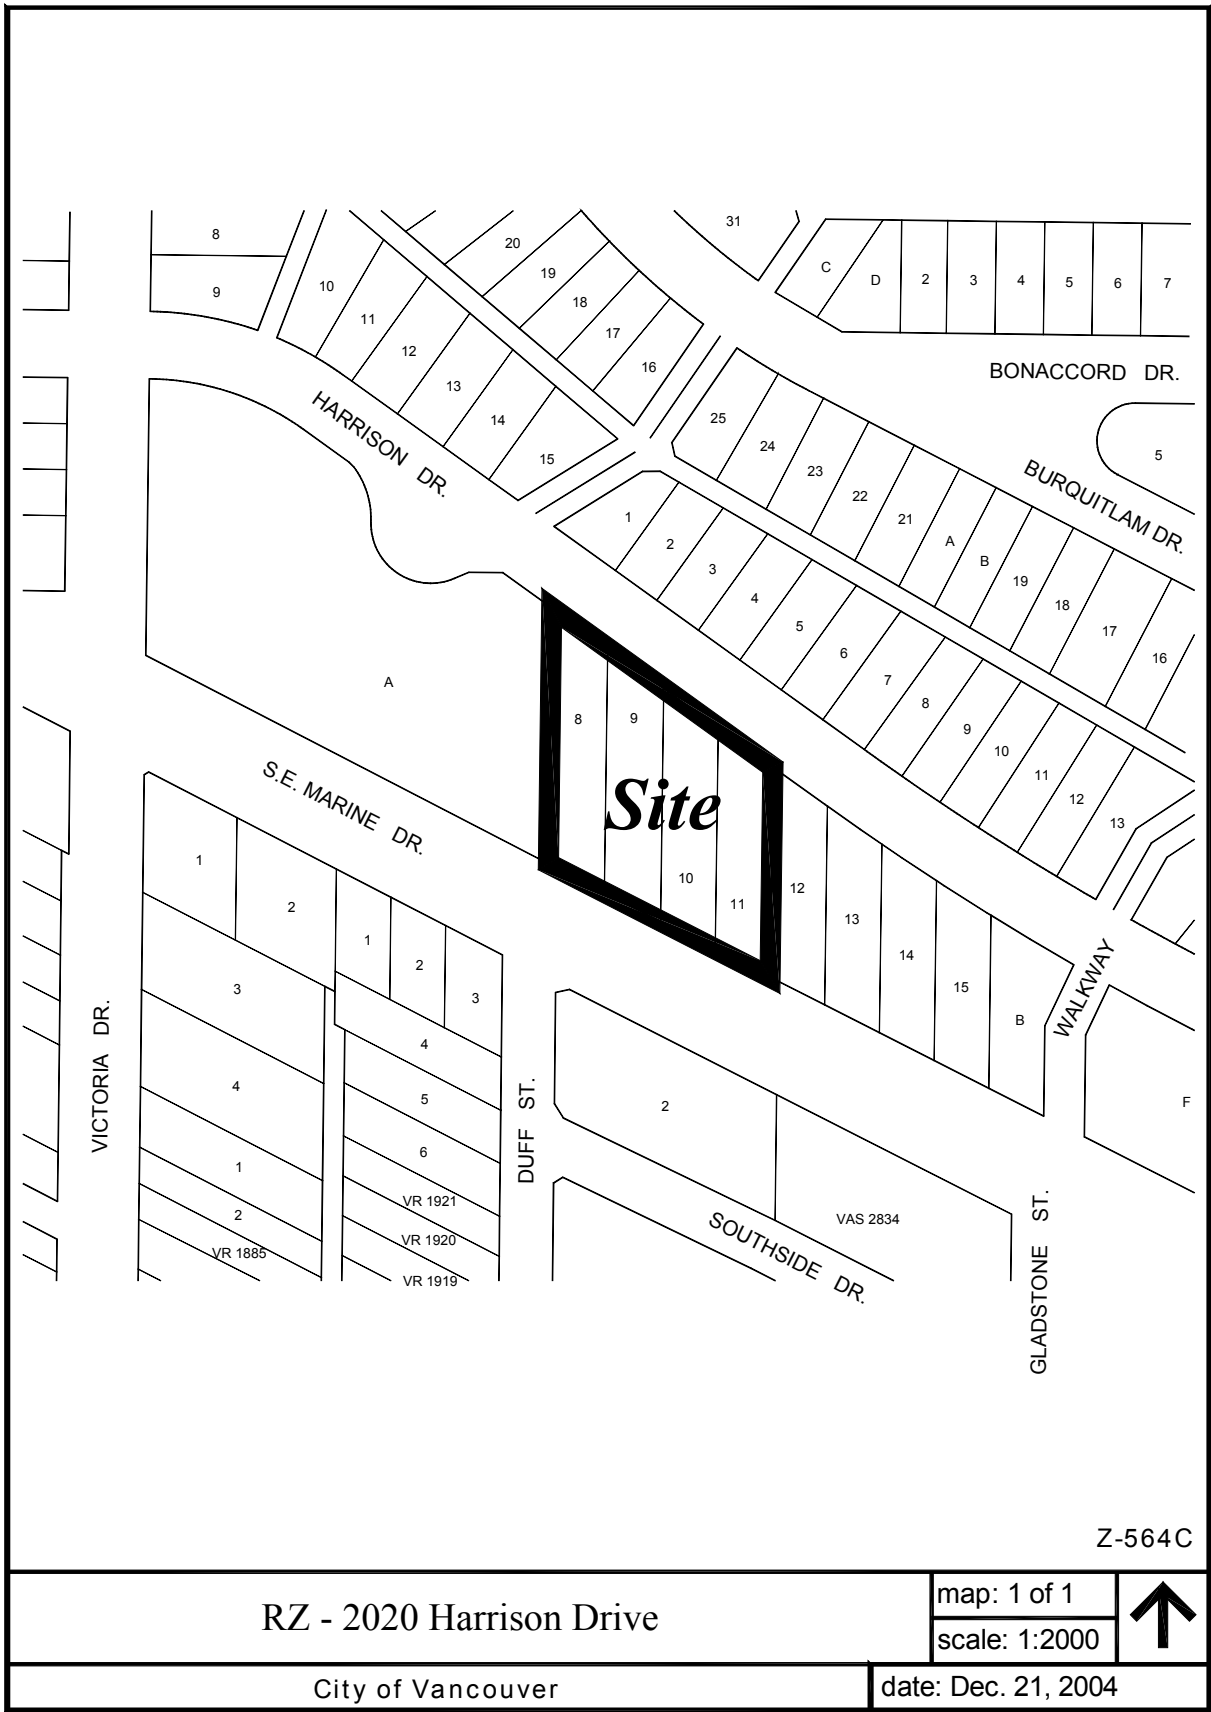 31
8
20
C
D
2
3
4
5
6
7
9
10
19
18
11
17
12
16
BONACCORD DR.
13
HARRISON DR.
14
25
24
15
23
5
22
BURQUITLAM DR.
21
A
B
19
18
17
16
1
2
3
4
5
6
7
8
9
10
11
12
13
A
8
9
Site
10
11
S.E. MARINE DR.
12
13
14
15
B
WALKWAY
F
1
2
3
4
1
2
VR 1885
1
2
3
4
5
6
VR 1921
VR 1920
VR 1919
VICTORIA DR.
DUFF ST.
2
VAS 2834
SOUTHSIDE DR.
GLADSTONE ST.
Z-564C
RZ - 2020 Harrison Drive
map: 1 of 1
scale: 1:2000
City of Vancouver
date: Dec. 21, 2004